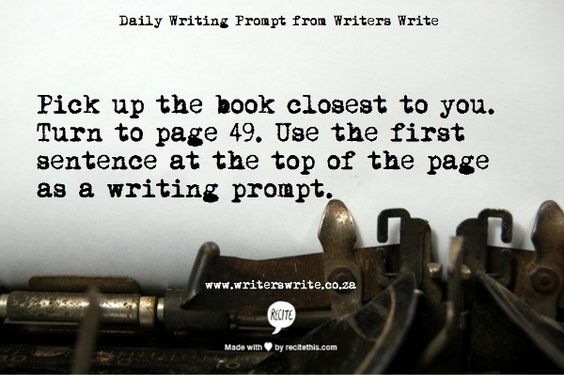 Daily Writing Prompt from Writers Write
Pick up the book closest to you.
Turn to page 49. Use the first
sentence at the top of the page
as a writing prompt.
www.writerswrite.co.za
RECITE
Made with ♥ by recitethis.com